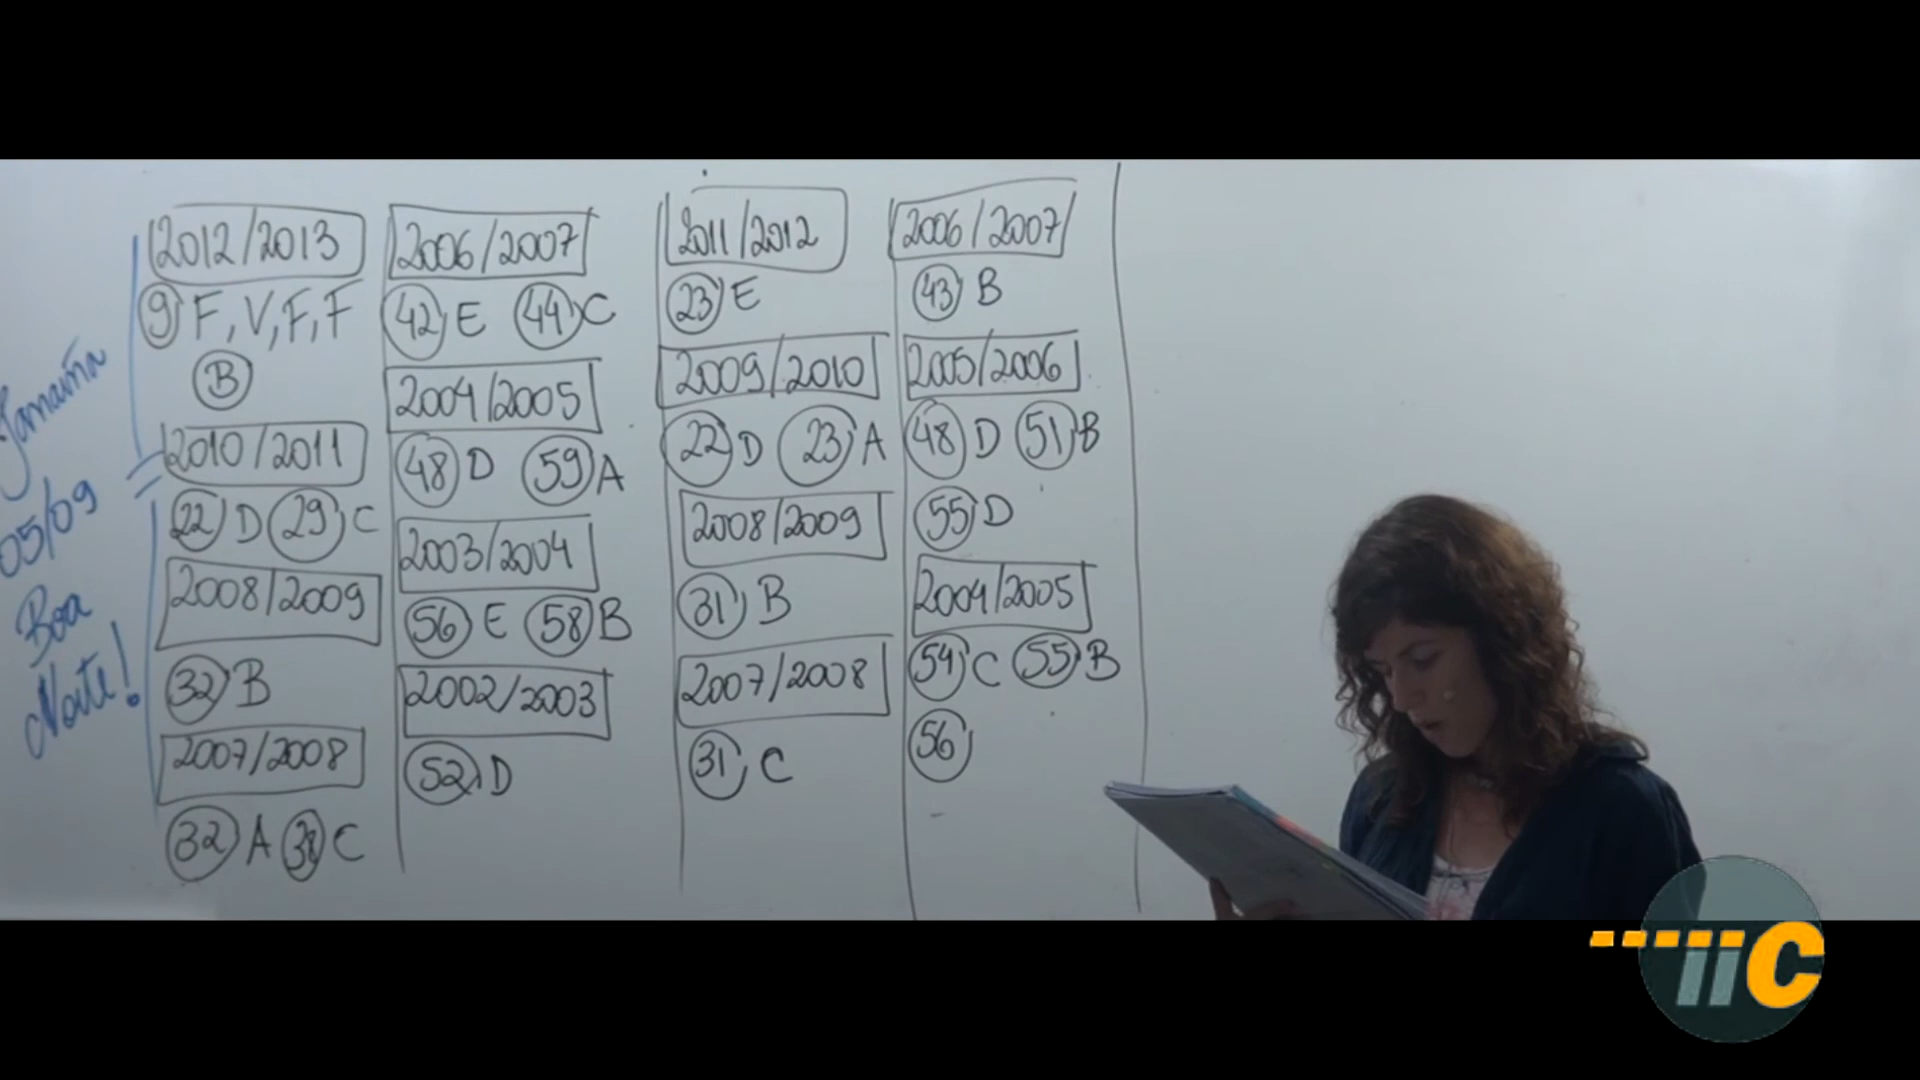 Janaína
05/09
Boa
Noite!
2012/2013
9 F, V, F, F
B
2010/2011
22 D 29 C
2008/2009
32 B
2007/2008
32 A 38 C
2006/2007
42 E 44 C
2004/2005
48 D 59 A
2003/2004
56 E 58 B
2002/2003
52 D
2011/2012
23 E
2009/2010
22 D 23 A
2008/2009
31 B
2007/2008
31 C
2006/2007
43 B
2005/2006
48 D 51 B
55 D
2004/2005
54 C 55 B
56
iiC